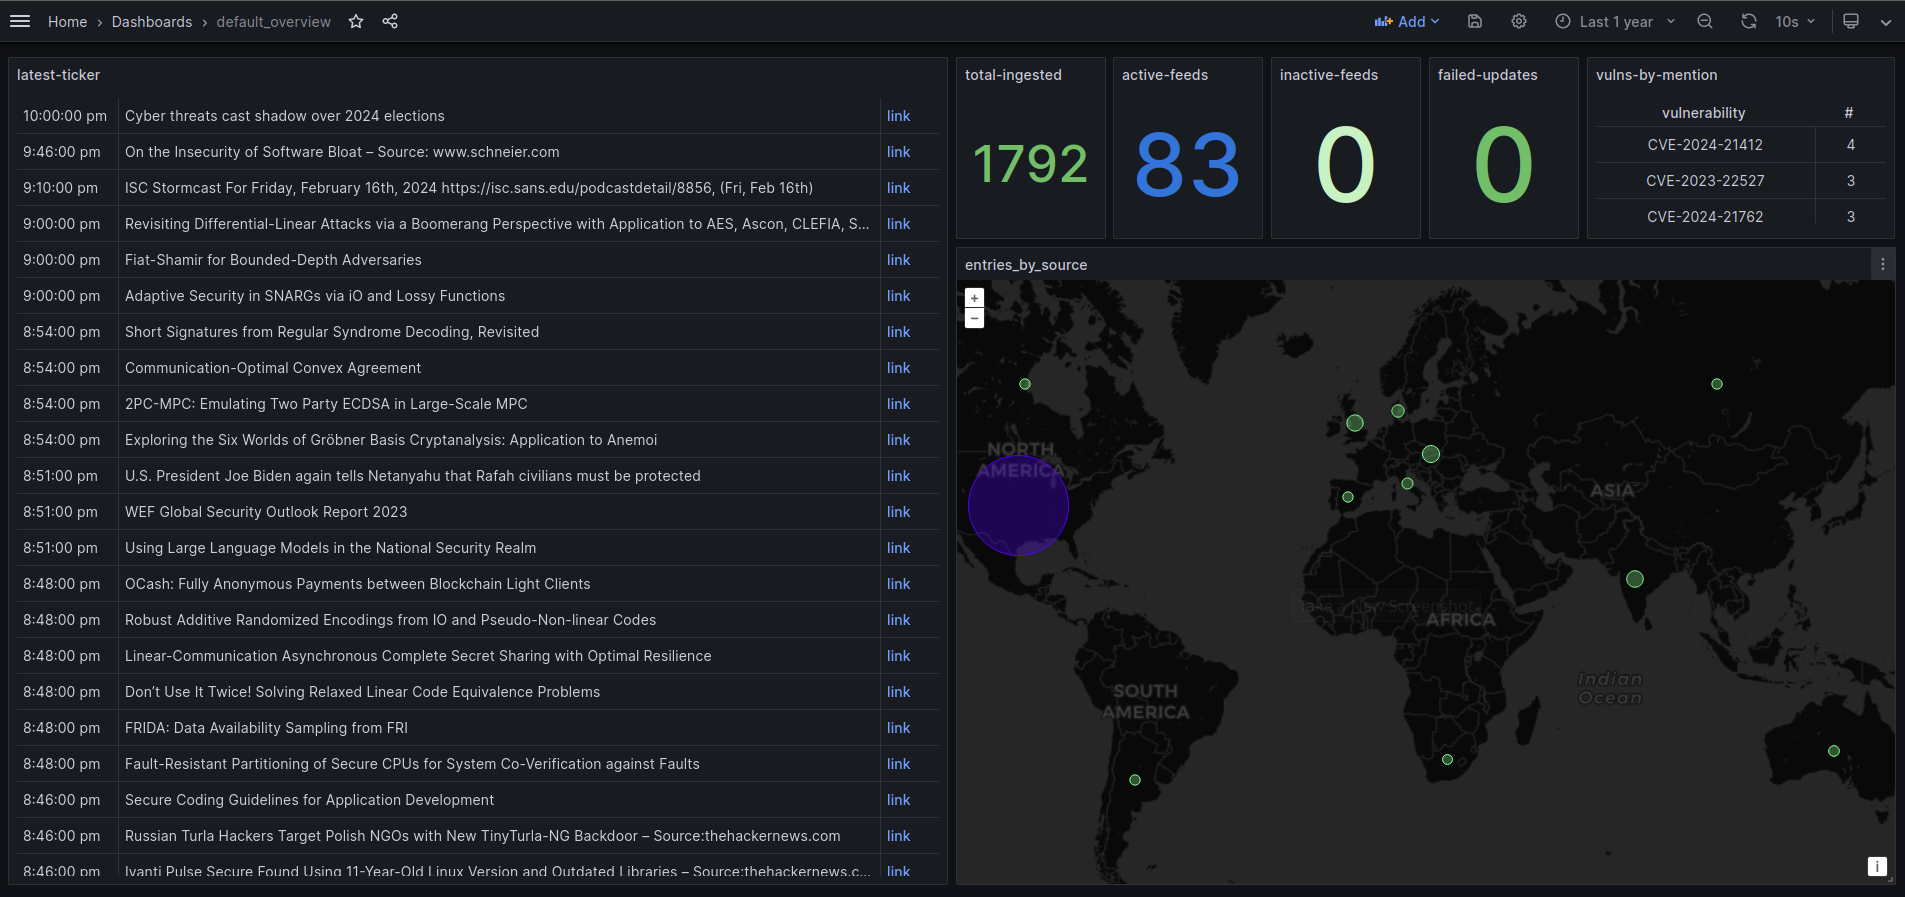 Home › Dashboards › default_overview
Add
Last 1 year
10s
latest-ticker
10:00:00 pm Cyber threats cast shadow over 2024 elections link
9:46:00 pm On the Insecurity of Software Bloat – Source: www.schneier.com link
9:10:00 pm ISC Stormcast For Friday, February 16th, 2024 https://isc.sans.edu/podcastdetail/8856, (Fri, Feb 16th) link
9:00:00 pm Revisiting Differential-Linear Attacks via a Boomerang Perspective with Application to AES, Ascon, CLEFIA, S... link
9:00:00 pm Fiat-Shamir for Bounded-Depth Adversaries link
9:00:00 pm Adaptive Security in SNARGs via iO and Lossy Functions link
8:54:00 pm Short Signatures from Regular Syndrome Decoding, Revisited link
8:54:00 pm Communication-Optimal Convex Agreement link
8:54:00 pm 2PC-MPC: Emulating Two Party ECDSA in Large-Scale MPC link
8:54:00 pm Exploring the Six Worlds of Gröbner Basis Cryptanalysis: Application to Anemoi link
8:51:00 pm U.S. President Joe Biden again tells Netanyahu that Rafah civilians must be protected link
8:51:00 pm WEF Global Security Outlook Report 2023 link
8:51:00 pm Using Large Language Models in the National Security Realm link
8:48:00 pm OCash: Fully Anonymous Payments between Blockchain Light Clients link
8:48:00 pm Robust Additive Randomized Encodings from IO and Pseudo-Non-linear Codes link
8:48:00 pm Linear-Communication Asynchronous Complete Secret Sharing with Optimal Resilience link
8:48:00 pm Don’t Use It Twice! Solving Relaxed Linear Code Equivalence Problems link
8:48:00 pm FRIDA: Data Availability Sampling from FRI link
8:48:00 pm Fault-Resistant Partitioning of Secure CPUs for System Co-Verification against Faults link
8:46:00 pm Secure Coding Guidelines for Application Development link
8:46:00 pm Russian Turla Hackers Target Polish NGOs with New TinyTurla-NG Backdoor – Source:thehackernews.com link
8:46:00 pm Ivanti Pulse Secure Found Using 11-Year-Old Linux Version and Outdated Libraries – Source:thehackernews.c... link
total-ingested
1792
active-feeds
83
inactive-feeds
0
failed-updates
0
vulns-by-mention
vulnerability #
CVE-2024-21412 4
CVE-2023-22527 3
CVE-2024-21762 3
entries_by_source
+
−
NORTH
AMERICA
ASIA
Take a New Screenshot
AFRICA
SOUTH
AMERICA
Indian
Ocean
i